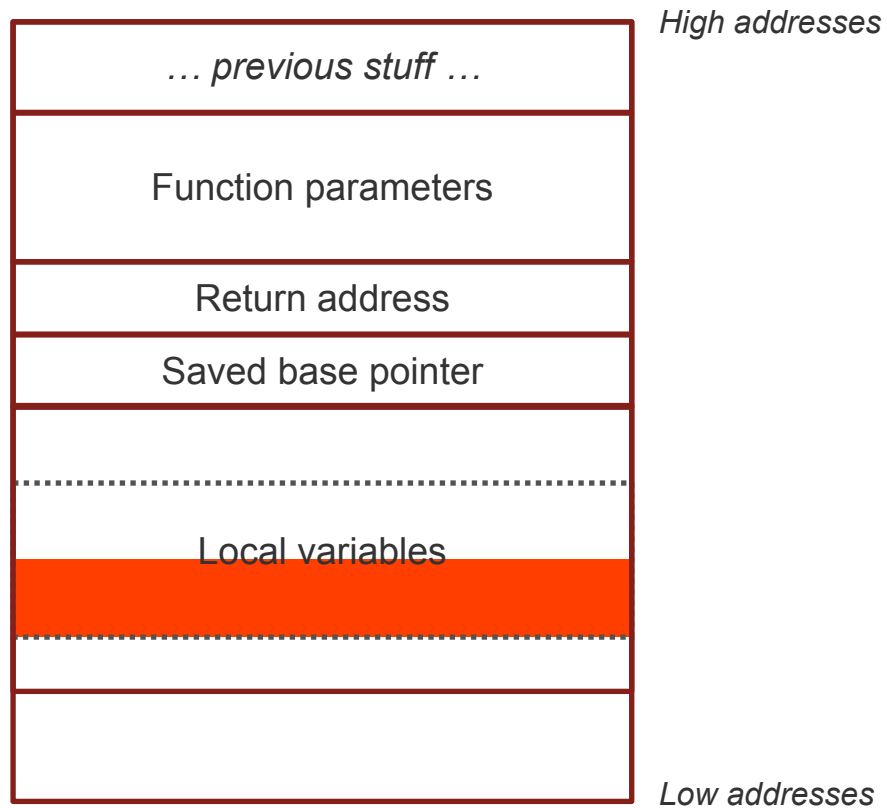 High addresses
… previous stuff …
Function parameters
Return address
Saved base pointer
Local variables
Low addresses